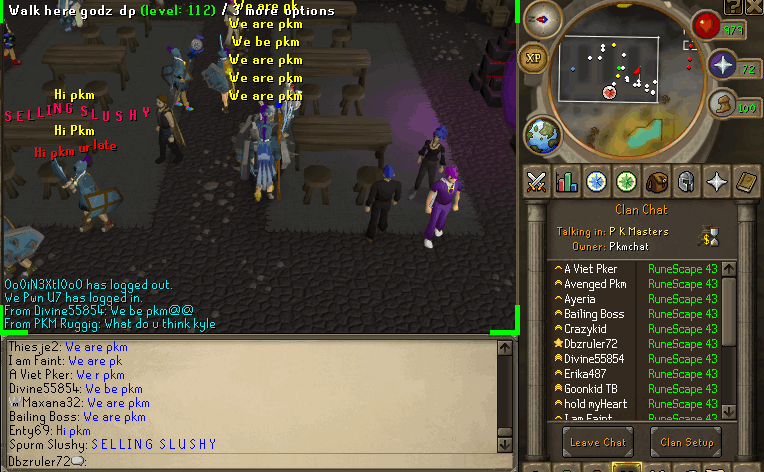 Walk here godz dp (level: 112) / 3 more options
We are pk
We are pkm
We be pkm
We are pkm
We are pkm
We are pkm
Hi pkm
SELLING SLUSHY
Hi Pkm
Hi pkm ur late
Oo0iN3Xtl0oO has logged out.
We Pwn U7 has logged in.
From Divine55854: We be pkm@@
From PKM Ruggig: What do u think kyle
Thiesje2: We are pkm
I am Faint: We are pk
A Viet Pker: We r pkm
Divine55854: We be pkm
Maxana32: We are pkm
Bailing Boss: We are pkm
Enty69: Hi pkm
Spurm Slushy: SELLING SLUSHY
Dbzruler72:
XP
979
72
100
Clan Chat
Talking in: P K Masters
Owner: Pkmchat
A Viet Pker RuneScape 43
Avenged Pkm RuneScape 43
Ayeria RuneScape 43
Bailing Boss RuneScape 43
Crazykid RuneScape 43
Dbzruler72 RuneScape 43
Divine55854 RuneScape 43
Erika487 RuneScape 43
Goonkid TB RuneScape 43
hold myHeart RuneScape 43
I am Faint RuneScape 43
Leave Chat
Clan Setup